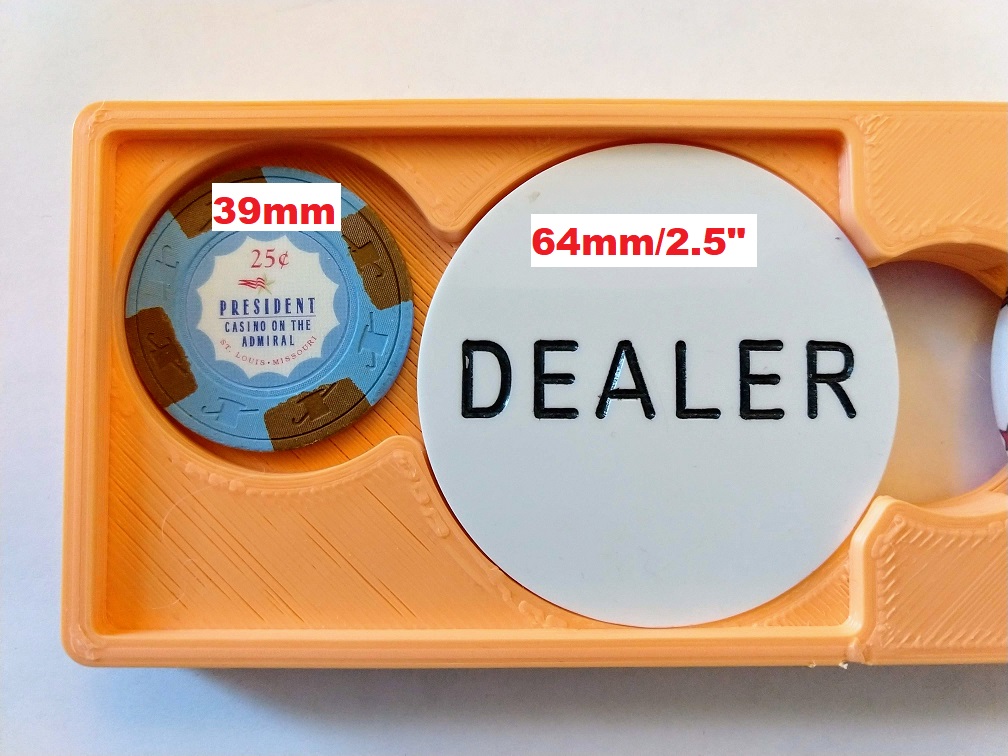 39mm
64mm/2.5"
25¢
PRESIDENT
CASINO ON THE
ADMIRAL
ST. LOUIS • MISSOURI
DEALER